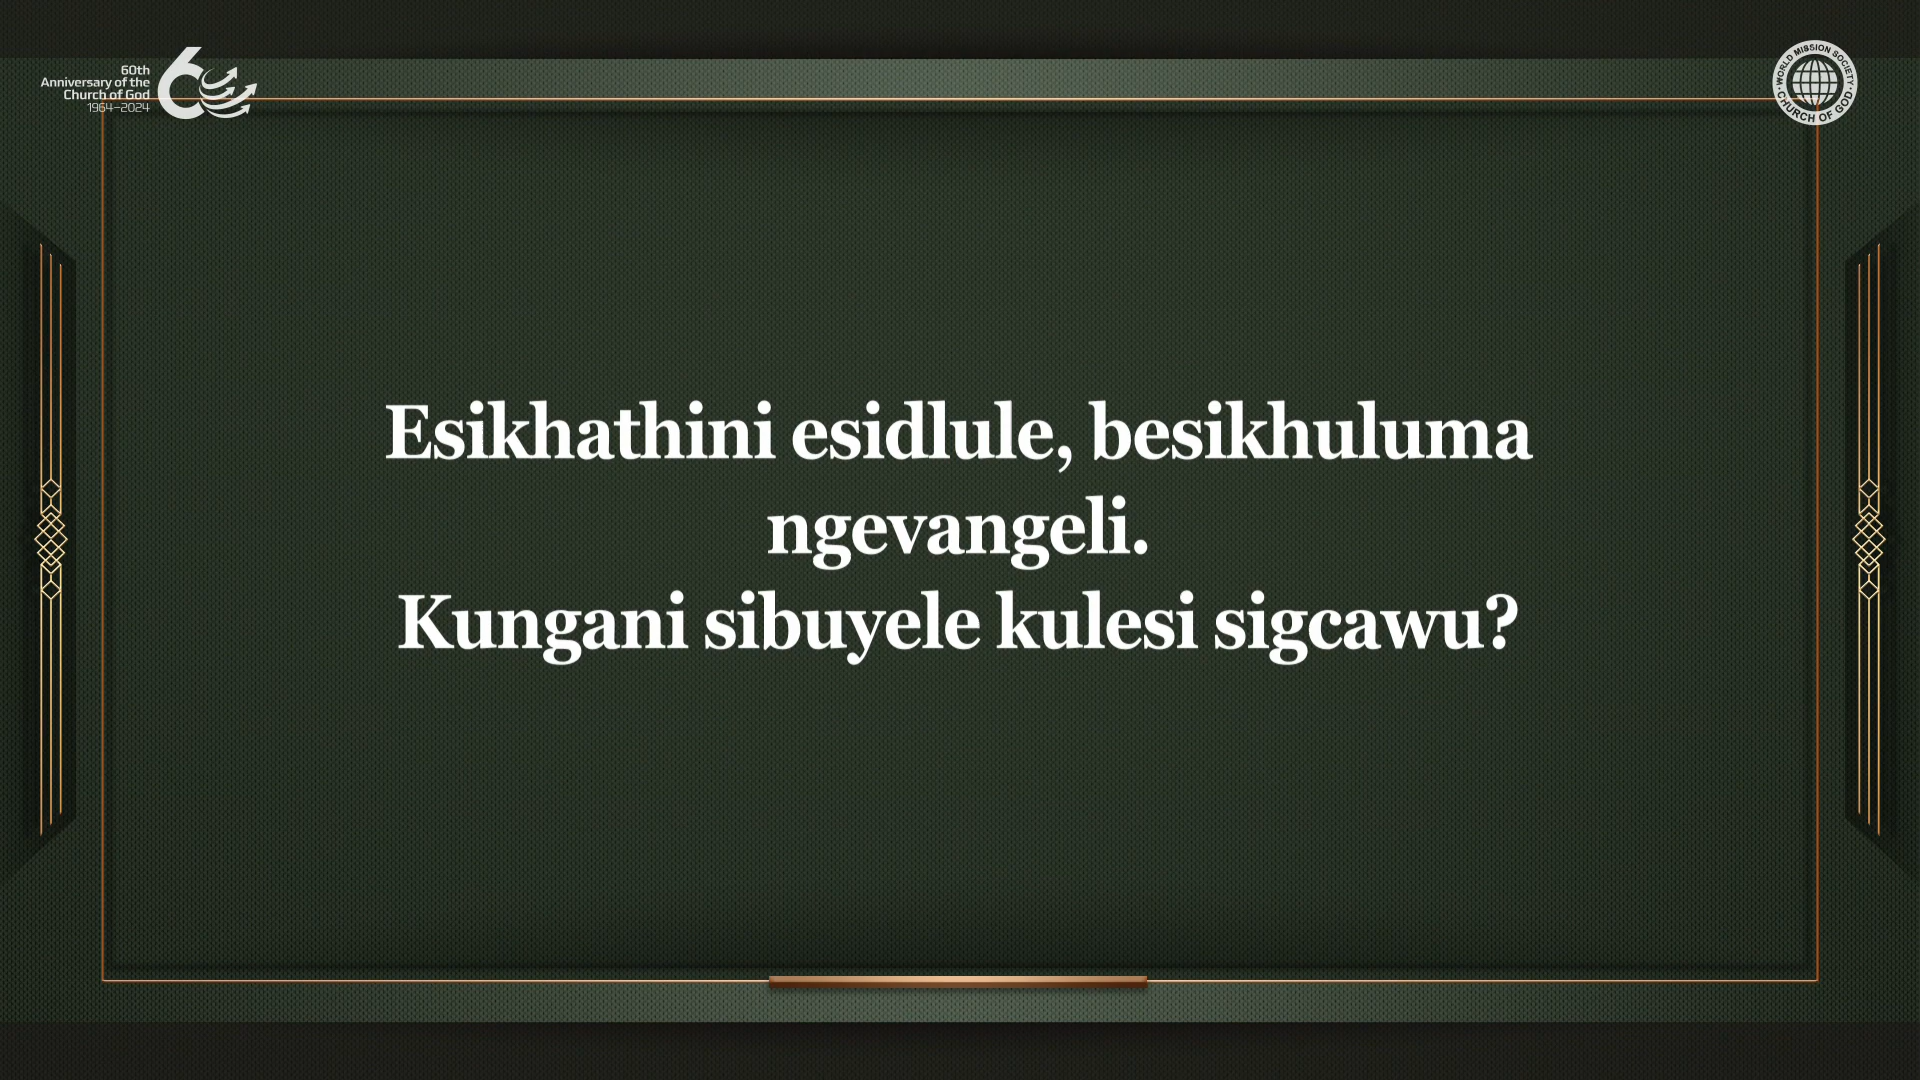 60th
Anniversary of the
Church of God
1964–2024
WORLD MISSION SOCIETY
CHURCH OF GOD
Esikhathini esidlule, besikhuluma
ngevangeli.
Kungani sibuyele kulesi sigcawu?